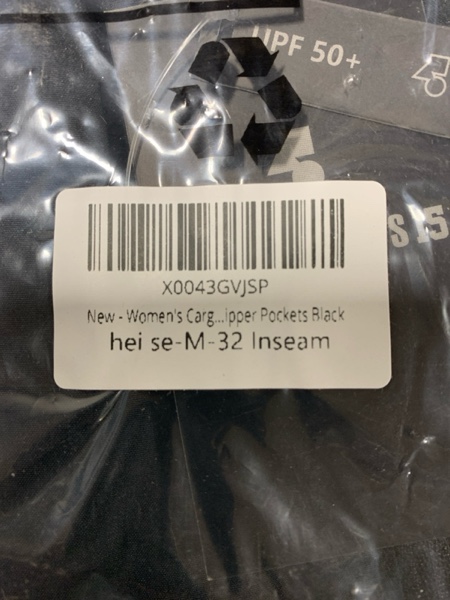 UPF 50+
X0043GVJSP
New - Women's Carg...ipper Pockets Black
hei se-M-32 Inseam